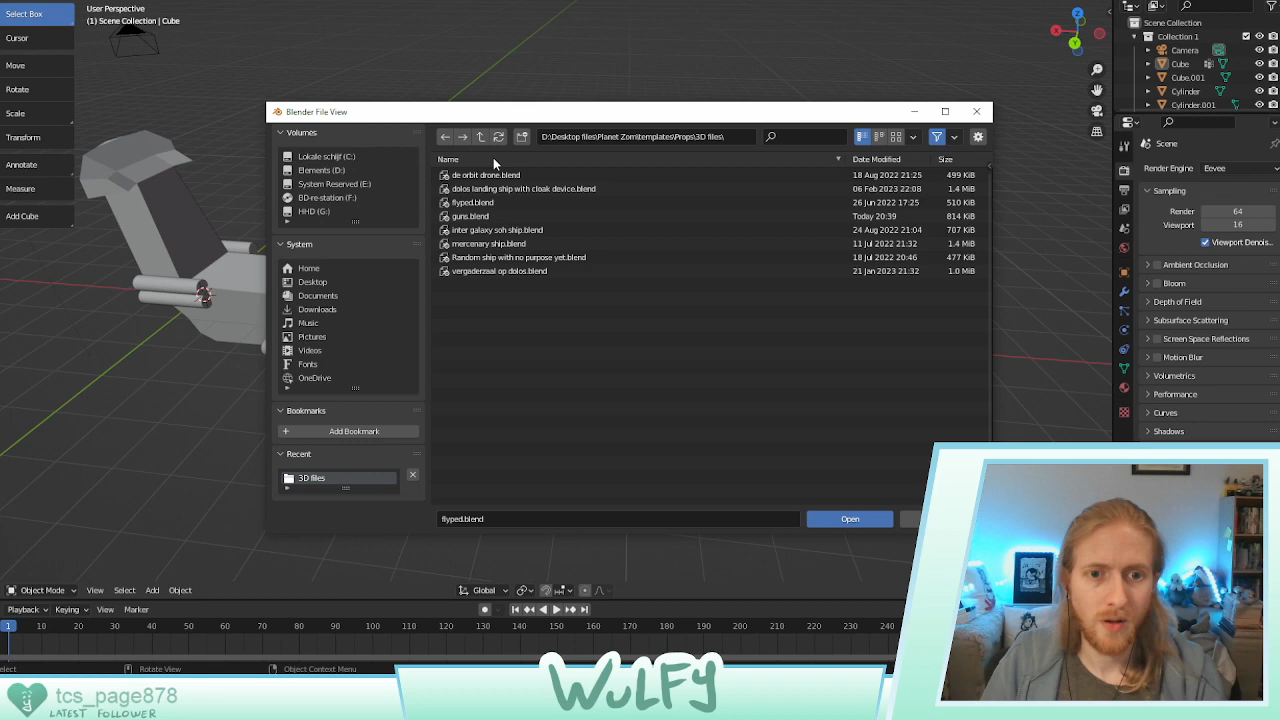 Select Box
Cursor
Move
Rotate
Scale
Transform
Annotate
Measure
Add Cube
User Perspective
(1) Scene Collection | Cube
Blender File View
Volumes
Lokale schijf (C:)
Elements (D:)
System Reserved (E:)
BD-re-station (F:)
HHD (G:)
System
Home
Desktop
Documents
Downloads
Music
Pictures
Videos
Fonts
OneDrive
Bookmarks
Add Bookmark
Recent
3D files
D:\Desktop files\Planet Zom\templates\Props\3D files\
Name Date Modified Size
de orbit drone.blend 18 Aug 2022 21:25 499 KiB
dolos landing ship with cloak device.blend 06 Feb 2023 22:08 1.4 MiB
flyped.blend 26 Jun 2022 17:25 510 KiB
guns.blend Today 20:39 814 KiB
inter galaxy soh ship.blend 24 Aug 2022 21:04 707 KiB
mercenary ship.blend 11 Jul 2022 21:32 1.4 MiB
Random ship with no purpose yet.blend 18 Jul 2022 20:46 477 KiB
vergaderzaal op dolos.blend 21 Jan 2023 21:32 1.0 MiB
flyped.blend
Open
Z
X
Y
Scene Collection
Collection 1
Camera
Cube
Cube.001
Cylinder
Cylinder.001
Scene
Render Engine Eevee
Sampling
Render 64
Viewport 16
Viewport Denois...
Ambient Occlusion
Bloom
Depth of Field
Subsurface Scattering
Screen Space Reflections
Motion Blur
Volumetrics
Performance
Curves
Shadows
Object Mode View Select Add Object Global
Playback Keying View Marker
1 10 20 30 40 50 60 70 80 90 100 110 120 130 140 150 160 170 180 190 200 210 220 230 240
elect Rotate View Object Context Menu
tcs_page878
LATEST FOLLOWER
WULFY